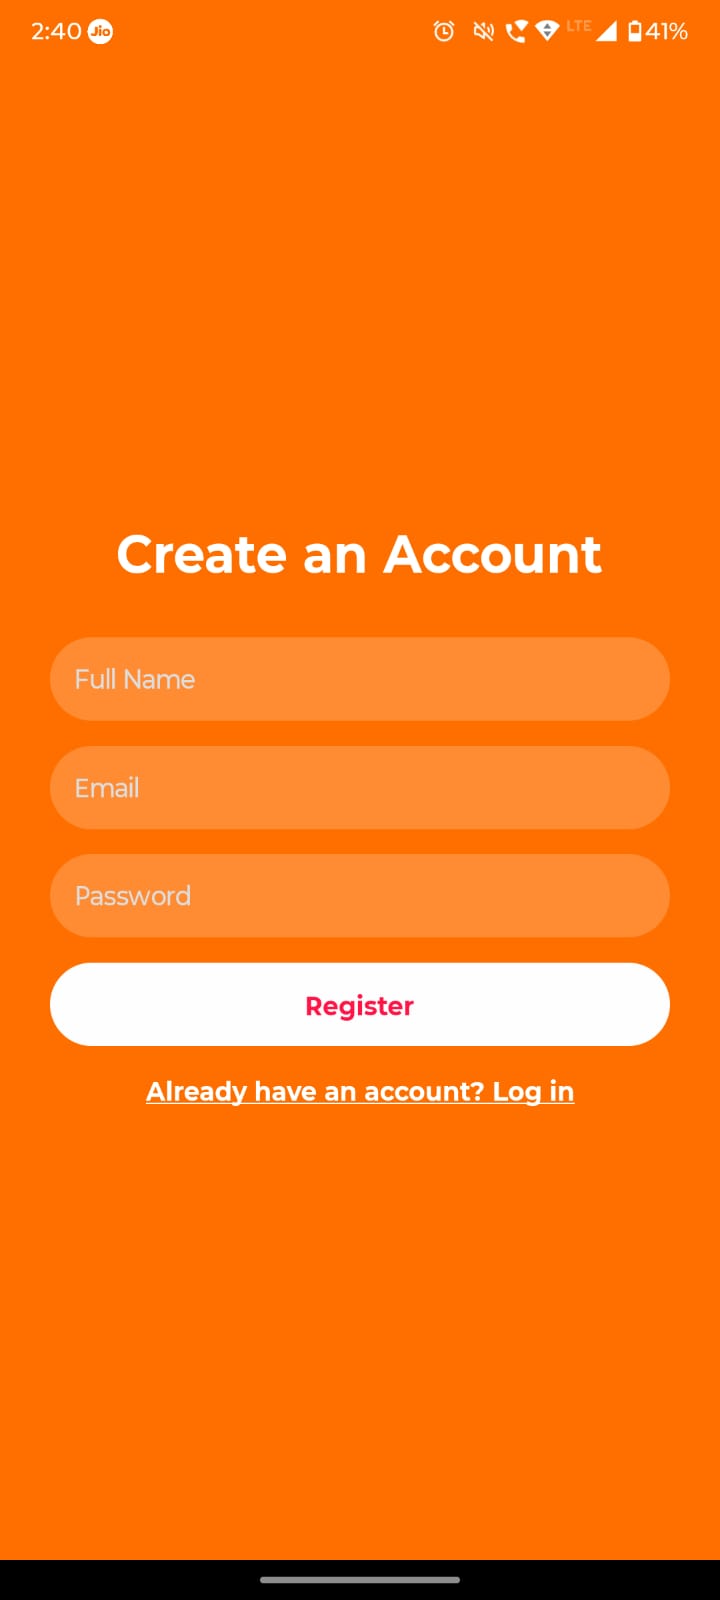 2:40 Jio LTE 41%
Create an Account
Full Name
Email
Password
Register
Already have an account? Log in